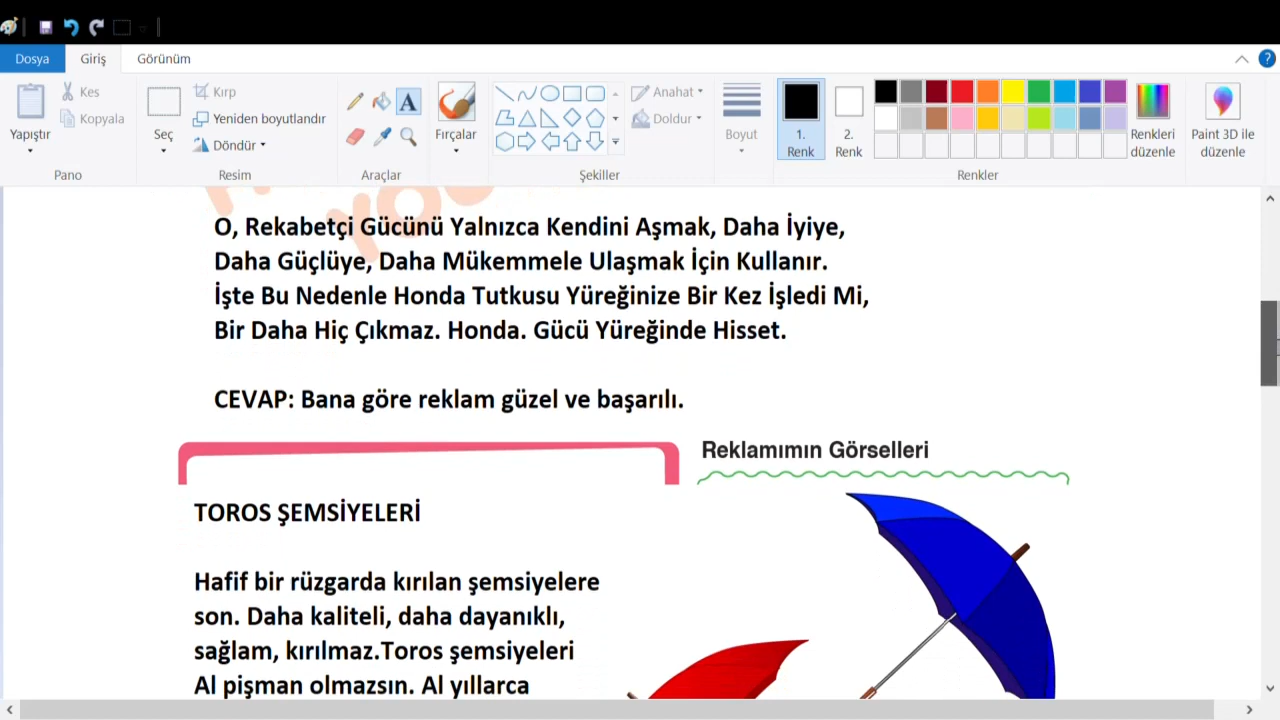 Dosya
Giriş
Görünüm
Yapıştır
Kes
Kopyala
Pano
Seç
Kırp
Yeniden boyutlandır
Döndür
Resim
A
Araçlar
Fırçalar
Şekiller
Anahat
Doldur
Boyut
1.
Renk
2.
Renk
Renkler
Renkleri
düzenle
Paint 3D ile
düzenle
?
YOU
O, Rekabetçi Gücünü Yalnızca Kendini Aşmak, Daha İyiye,
Daha Güçlüye, Daha Mükemmele Ulaşmak İçin Kullanır.
İşte Bu Nedenle Honda Tutkusu Yüreğinize Bir Kez İşledi Mi,
Bir Daha Hiç Çıkmaz. Honda. Gücü Yüreğinde Hisset.
CEVAP: Bana göre reklam güzel ve başarılı.
Reklamımın Görselleri
TOROS ŞEMSİYELERİ
Hafif bir rüzgarda kırılan şemsiyelere
son. Daha kaliteli, daha dayanıklı,
sağlam, kırılmaz.Toros şemsiyeleri
Al pişman olmazsın. Al yıllarca